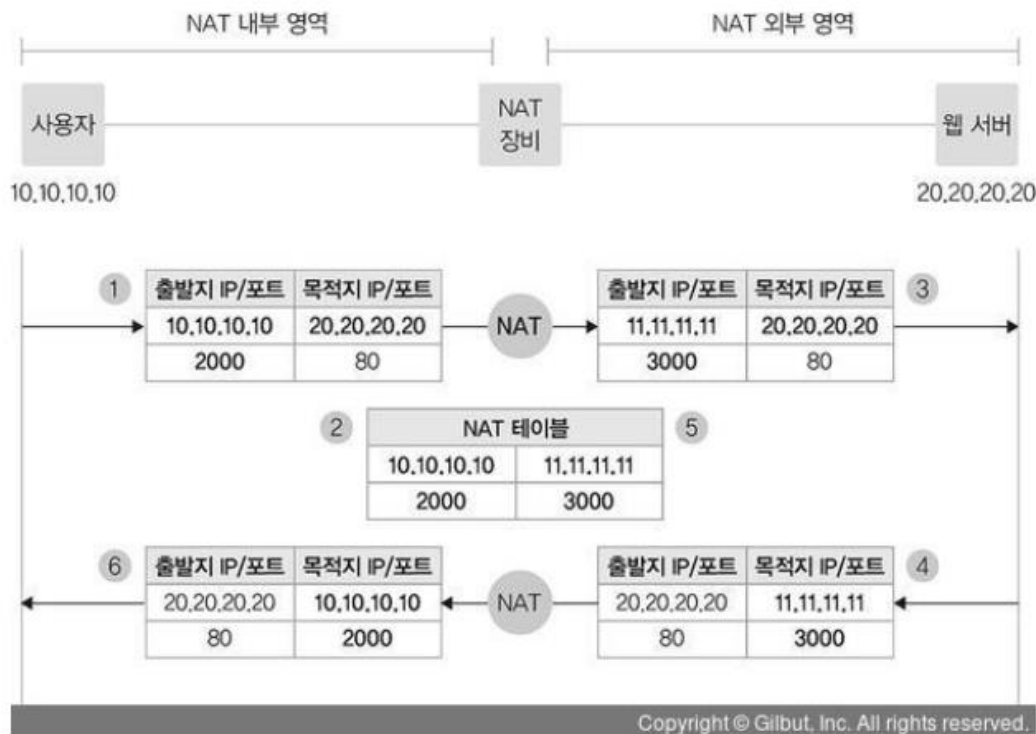 NAT 내부 영역
NAT 외부 영역
사용자
NAT
장비
웹 서버
10.10.10.10
20.20.20.20
① 출발지 IP/포트 목적지 IP/포트
10.10.10.10 20.20.20.20
2000 80
NAT
출발지 IP/포트 목적지 IP/포트 ③
11.11.11.11 20.20.20.20
3000 80
② NAT 테이블 ⑤
10.10.10.10 11.11.11.11
2000 3000
⑥ 출발지 IP/포트 목적지 IP/포트
20.20.20.20 10.10.10.10
80 2000
NAT
출발지 IP/포트 목적지 IP/포트 ④
20.20.20.20 11.11.11.11
80 3000
Copyright © Gilbut, Inc. All rights reserved.